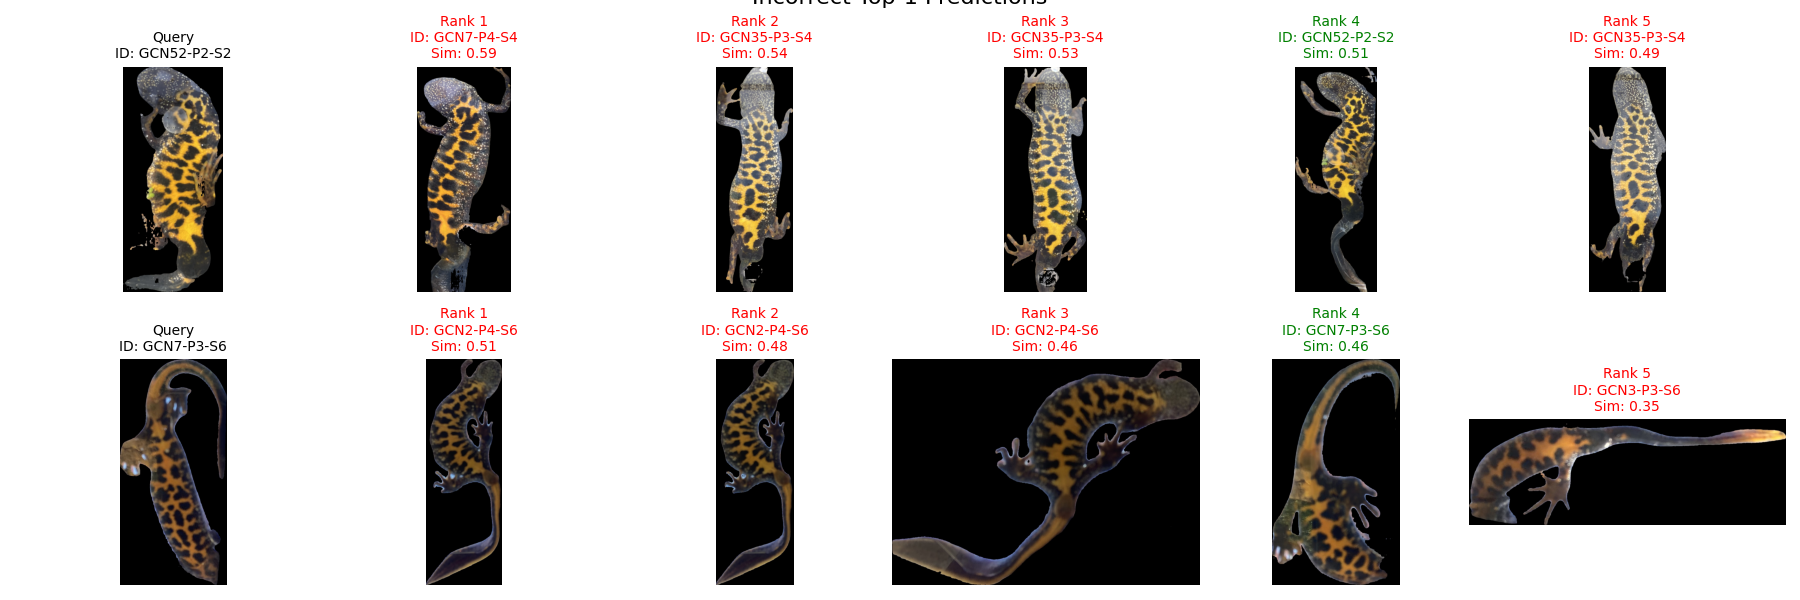 Incorrect Top-1 Predictions
Query
ID: GCN52-P2-S2
Rank 1
ID: GCN7-P4-S4
Sim: 0.59
Rank 2
ID: GCN35-P3-S4
Sim: 0.54
Rank 3
ID: GCN35-P3-S4
Sim: 0.53
Rank 4
ID: GCN52-P2-S2
Sim: 0.51
Rank 5
ID: GCN35-P3-S4
Sim: 0.49
Query
ID: GCN7-P3-S6
Rank 1
ID: GCN2-P4-S6
Sim: 0.51
Rank 2
ID: GCN2-P4-S6
Sim: 0.48
Rank 3
ID: GCN2-P4-S6
Sim: 0.46
Rank 4
ID: GCN7-P3-S6
Sim: 0.46
Rank 5
ID: GCN3-P3-S6
Sim: 0.35